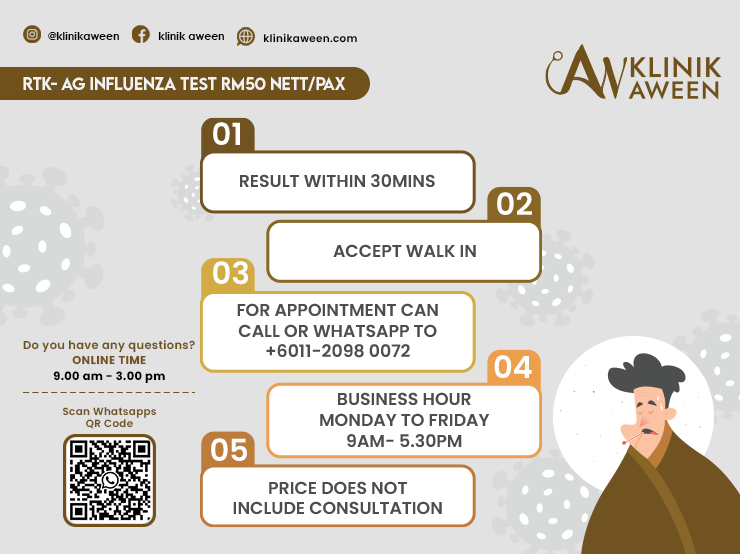 @klinikaween klinik aween klinikaween.com
RTK- AG INFLUENZA TEST RM50 NETT/PAX
KLINIK
AWEEN
01
RESULT WITHIN 30MINS
02
ACCEPT WALK IN
03
FOR APPOINTMENT CAN
CALL OR WHATSAPP TO
+6011-2098 0072
04
BUSINESS HOUR
MONDAY TO FRIDAY
9AM- 5.30PM
05
PRICE DOES NOT
INCLUDE CONSULTATION
Do you have any questions?
ONLINE TIME
9.00 am - 3.00 pm
Scan Whatsapps
QR Code